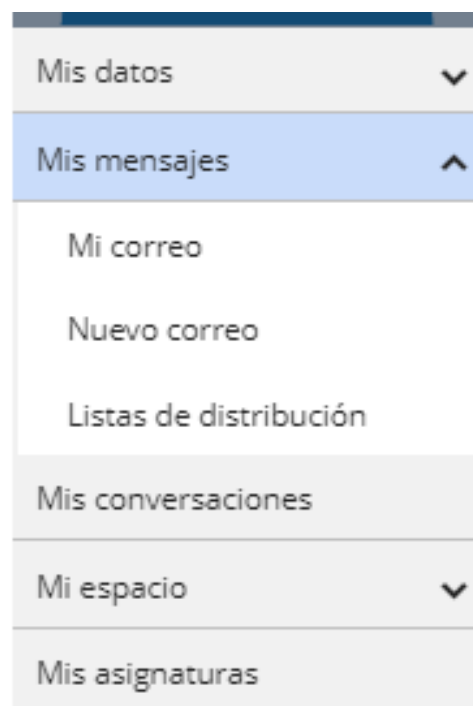 Mis datos
Mis mensajes
Mi correo
Nuevo correo
Listas de distribución
Mis conversaciones
Mi espacio
Mis asignaturas